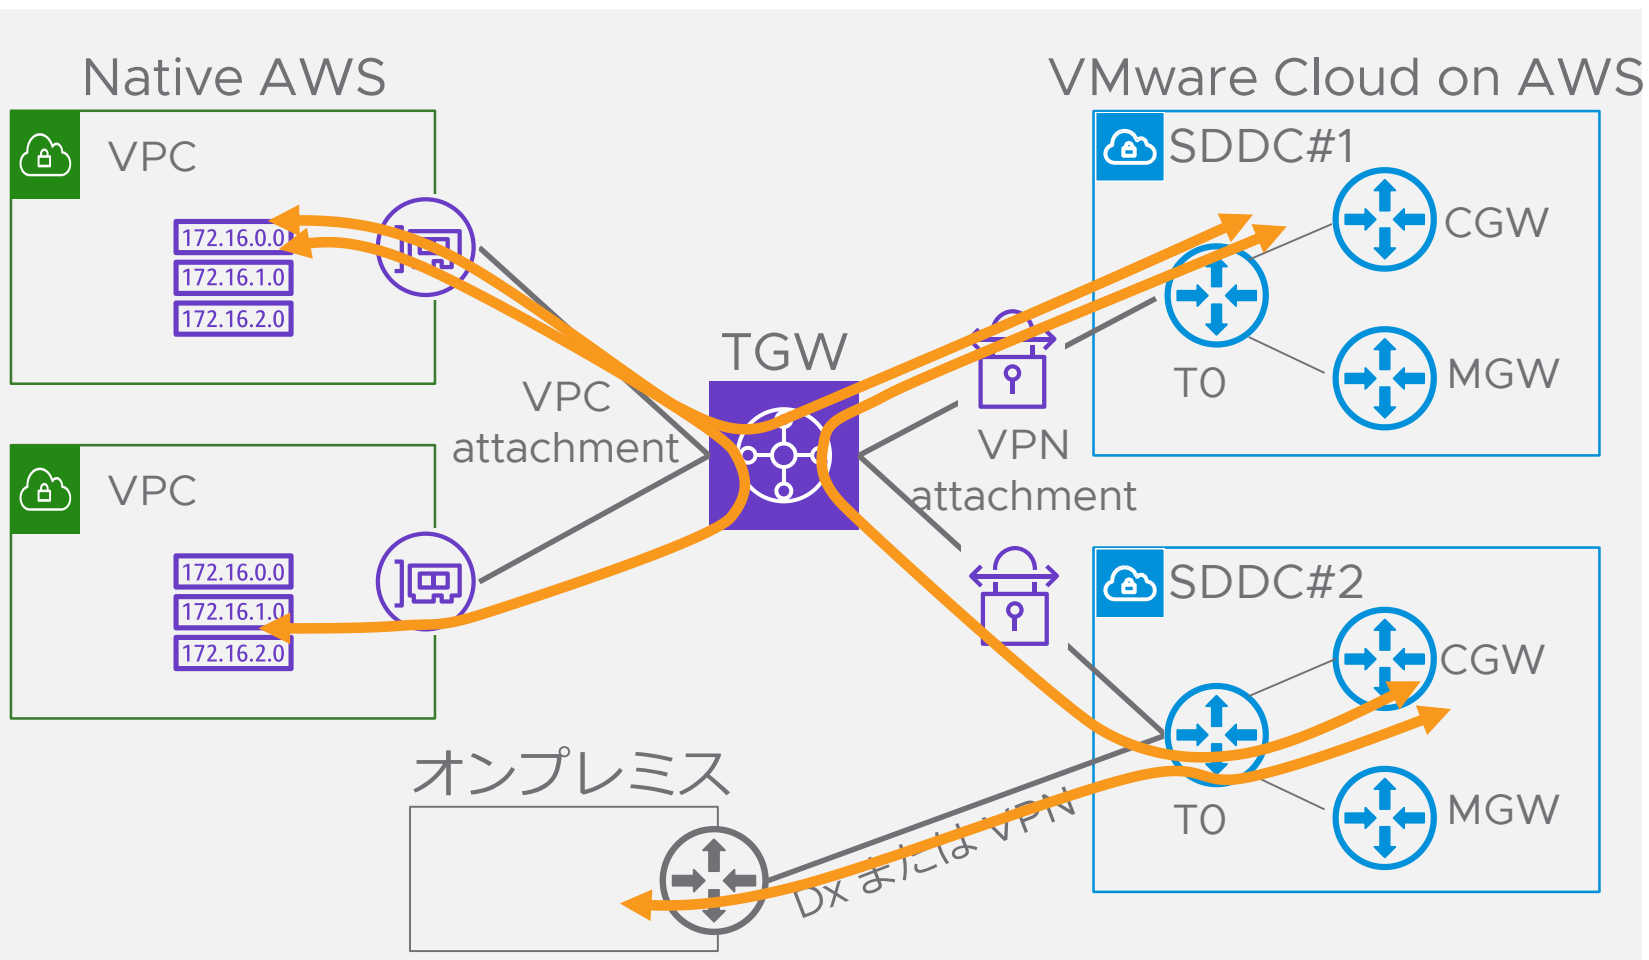 Native AWS
VMware Cloud on AWS
VPC
172.16.0.0
172.16.1.0
172.16.2.0
SDDC#1
CGW
T0
MGW
TGW
VPC
attachment
VPN
attachment
VPC
172.16.0.0
172.16.1.0
172.16.2.0
SDDC#2
CGW
T0
MGW
オンプレミス
Dx または VPN